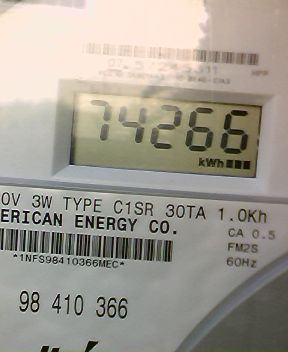 74266
kWh
0V 3W TYPE C1SR 30TA 1.0Kh
ERICAN ENERGY CO.
CA 0.5
FM2S
60Hz
*1NFS98410366MEC*
98 410 366